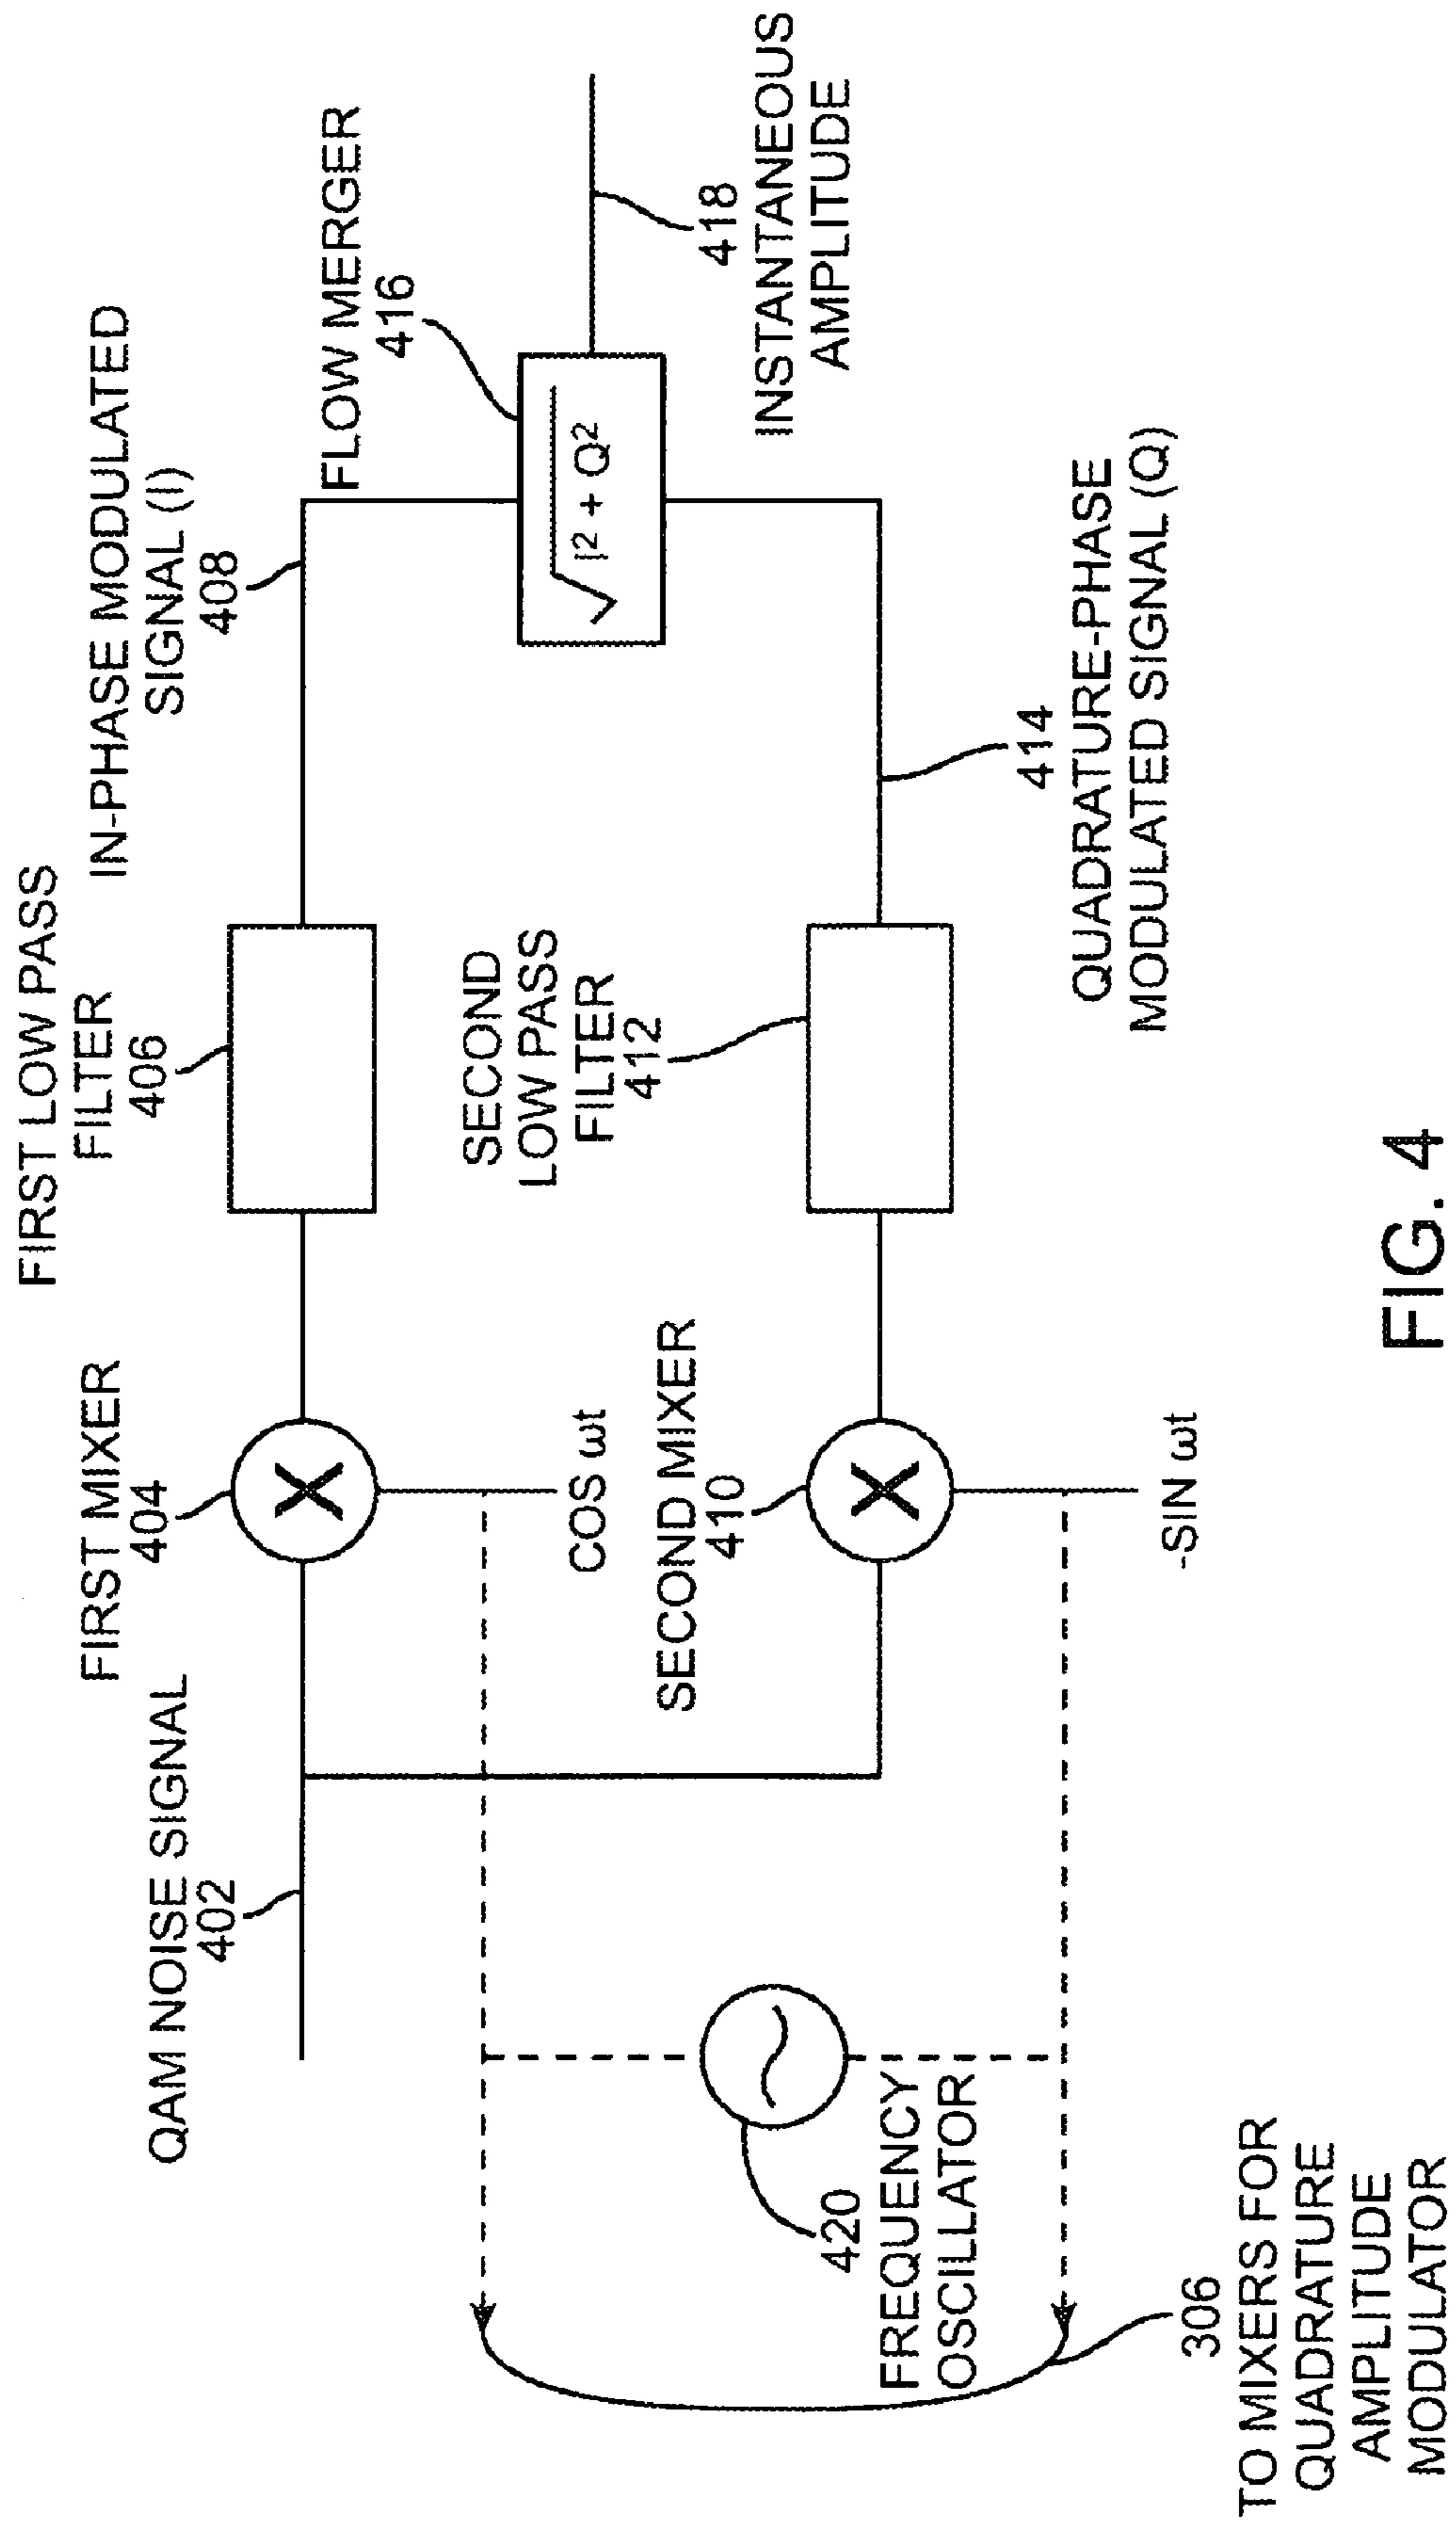 FIRST LOW PASS
FILTER
406
IN-PHASE MODULATED
SIGNAL (I)
408
FIRST MIXER
404
QAM NOISE SIGNAL
402
FLOW MERGER
416
√I² + Q²
418
INSTANTANEOUS
AMPLITUDE
SECOND
LOW PASS
FILTER
412
COS ωt
SECOND MIXER
410
414
QUADRATURE-PHASE
MODULATED SIGNAL (Q)
-SIN ωt
420
FREQUENCY
OSCILLATOR
306
TO MIXERS FOR
QUADRATURE
AMPLITUDE
MODULATOR
FIG. 4